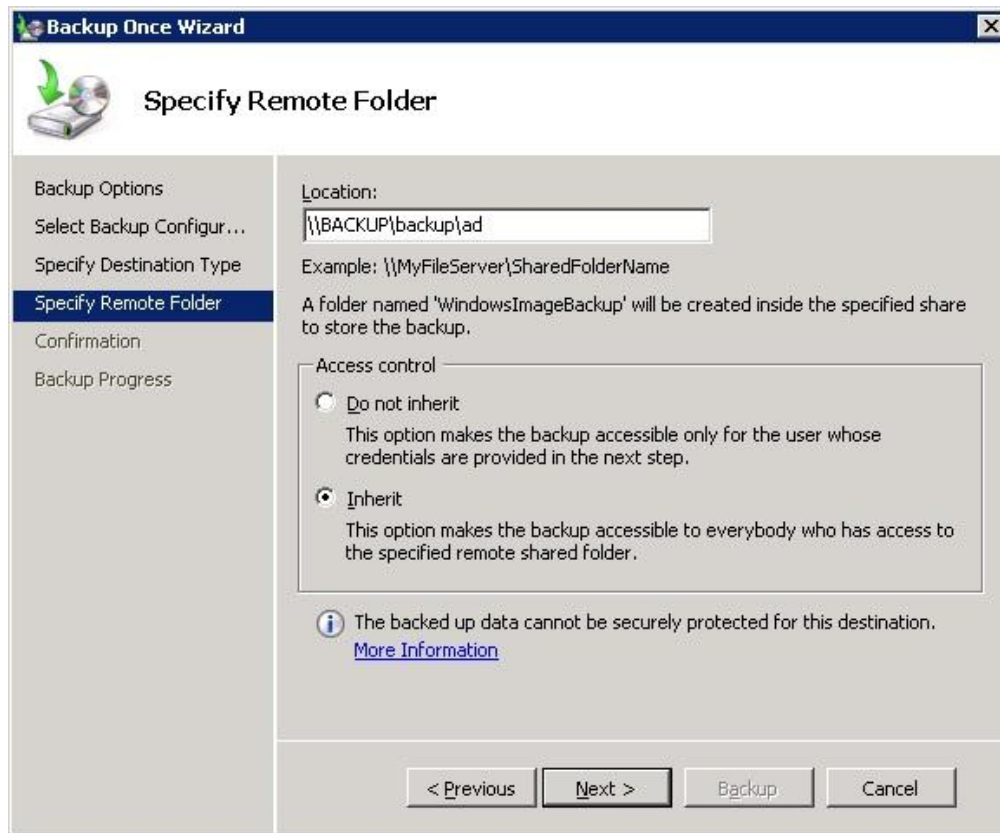 Backup Once Wizard
Specify Remote Folder
Backup Options
Select Backup Configur...
Specify Destination Type
Specify Remote Folder
Confirmation
Backup Progress
Location:
\\BACKUP\backup\ad
Example: \\MyFileServer\SharedFolderName
A folder named 'WindowsImageBackup' will be created inside the specified share
to store the backup.
Access control
Do not inherit
This option makes the backup accessible only for the user whose
credentials are provided in the next step.
Inherit
This option makes the backup accessible to everybody who has access to
the specified remote shared folder.
The backed up data cannot be securely protected for this destination.
More Information
< Previous
Next >
Backup
Cancel